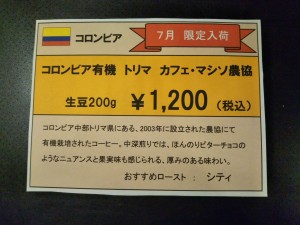 コロンビア
7月 限定入荷
コロンビア有機 トリマ カフェ・マシソ農協
生豆200g ￥1,200（税込）
コロンビア中部トリマ県にある、2003年に設立された農協にて
有機栽培されたコーヒー。中深煎りでは、ほんのりビターチョコの
ようなニュアンスと果実味も感じられる、厚みのある味わい。
おすすめロースト ： シティ